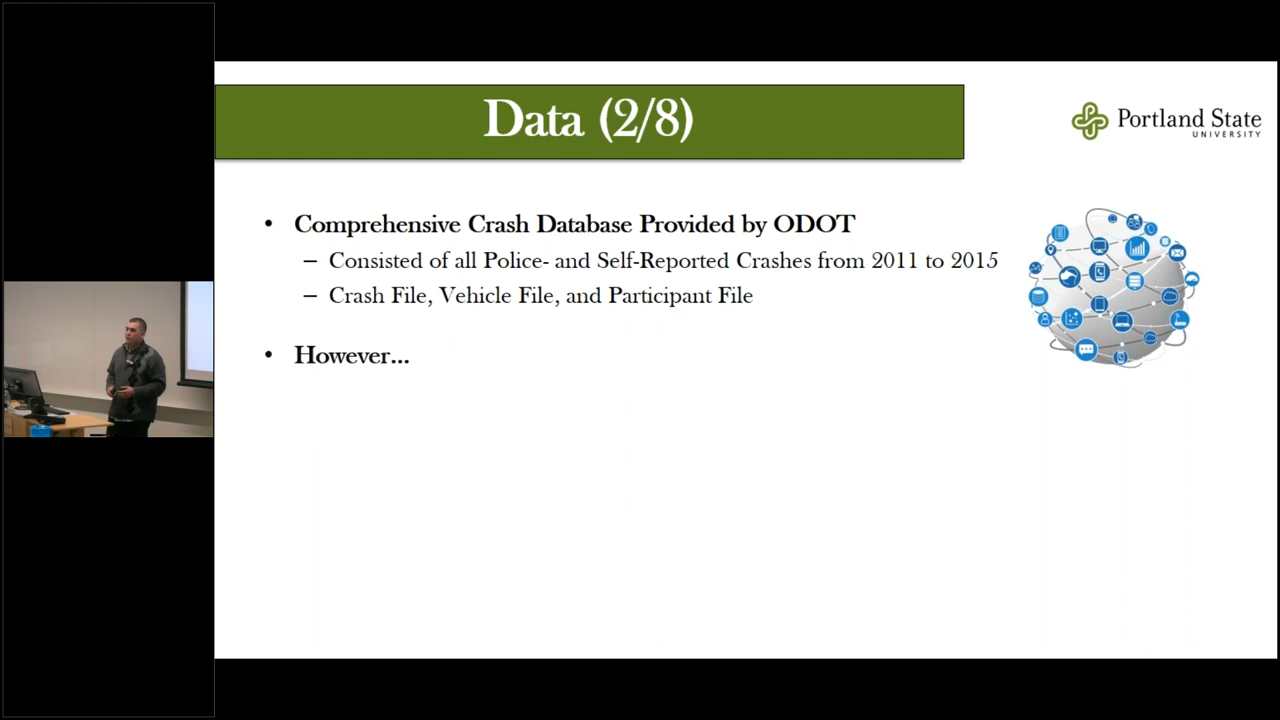 Data (2/8)
Portland State
UNIVERSITY
• Comprehensive Crash Database Provided by ODOT
– Consisted of all Police- and Self-Reported Crashes from 2011 to 2015
– Crash File, Vehicle File, and Participant File
• However...